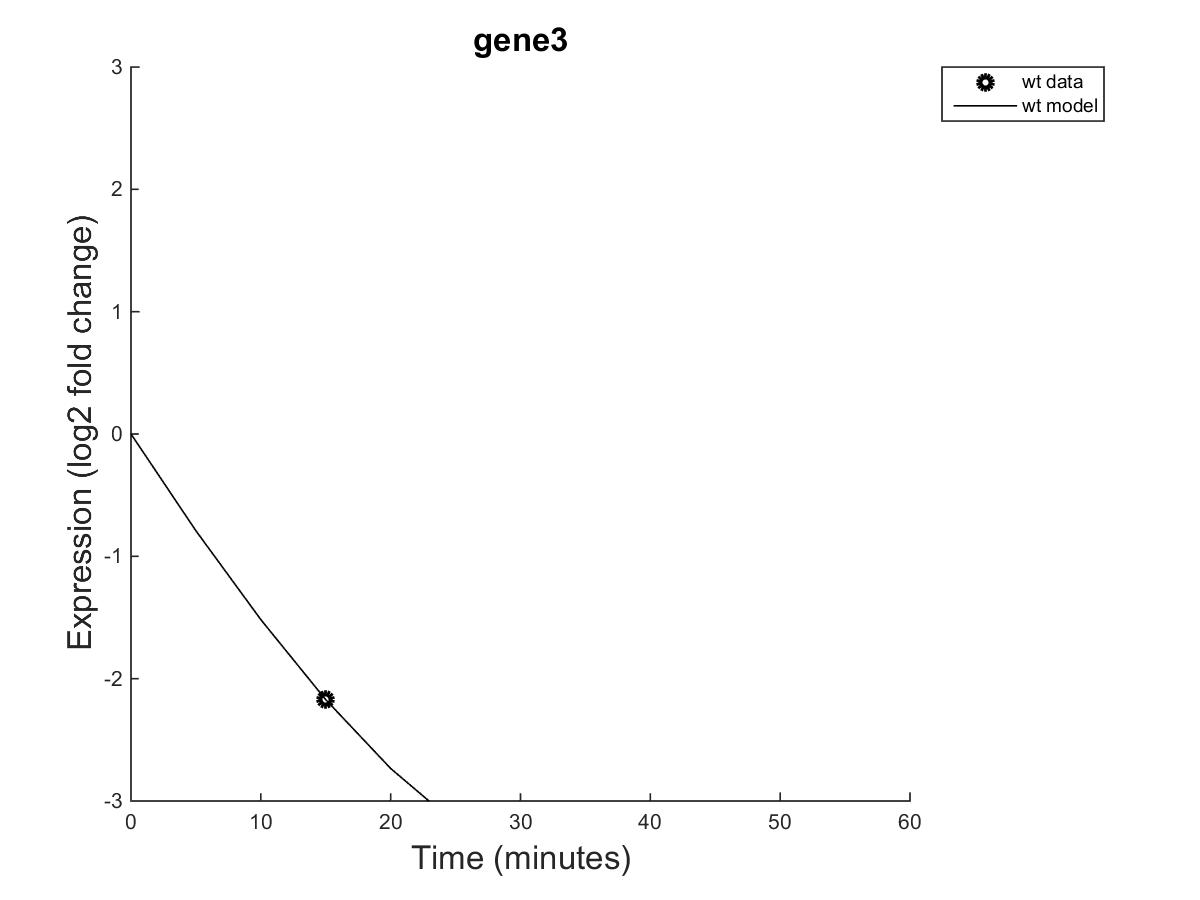 gene3
wt data
wt model
Expression (log2 fold change)
3
2
1
0
-1
-2
-3
0 10 20 30 40 50 60
Time (minutes)